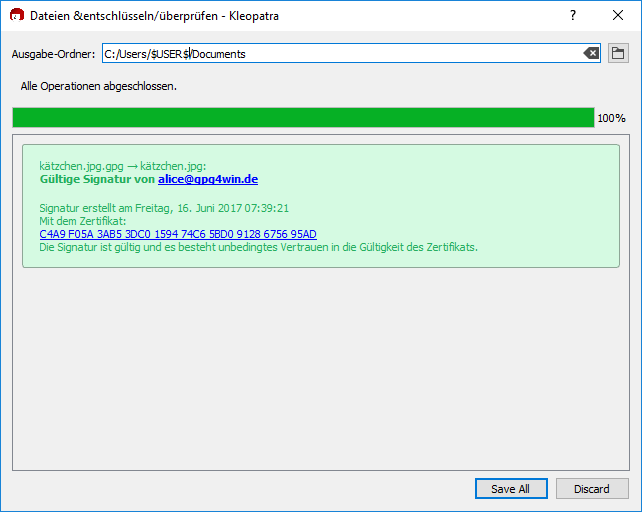 Dateien &entschlüsseln/überprüfen - Kleopatra
Ausgabe-Ordner: C:/Users/$USER$/Documents
Alle Operationen abgeschlossen.
100%
kätzchen.jpg.gpg → kätzchen.jpg:
Gültige Signatur von alice@gpg4win.de
Signatur erstellt am Freitag, 16. Juni 2017 07:39:21
Mit dem Zertifikat:
C4A9 F05A 3AB5 3DC0 1594 74C6 5BD0 9128 6756 95AD
Die Signatur ist gültig und es besteht unbedingtes Vertrauen in die Gültigkeit des Zertifikats.
Save All Discard